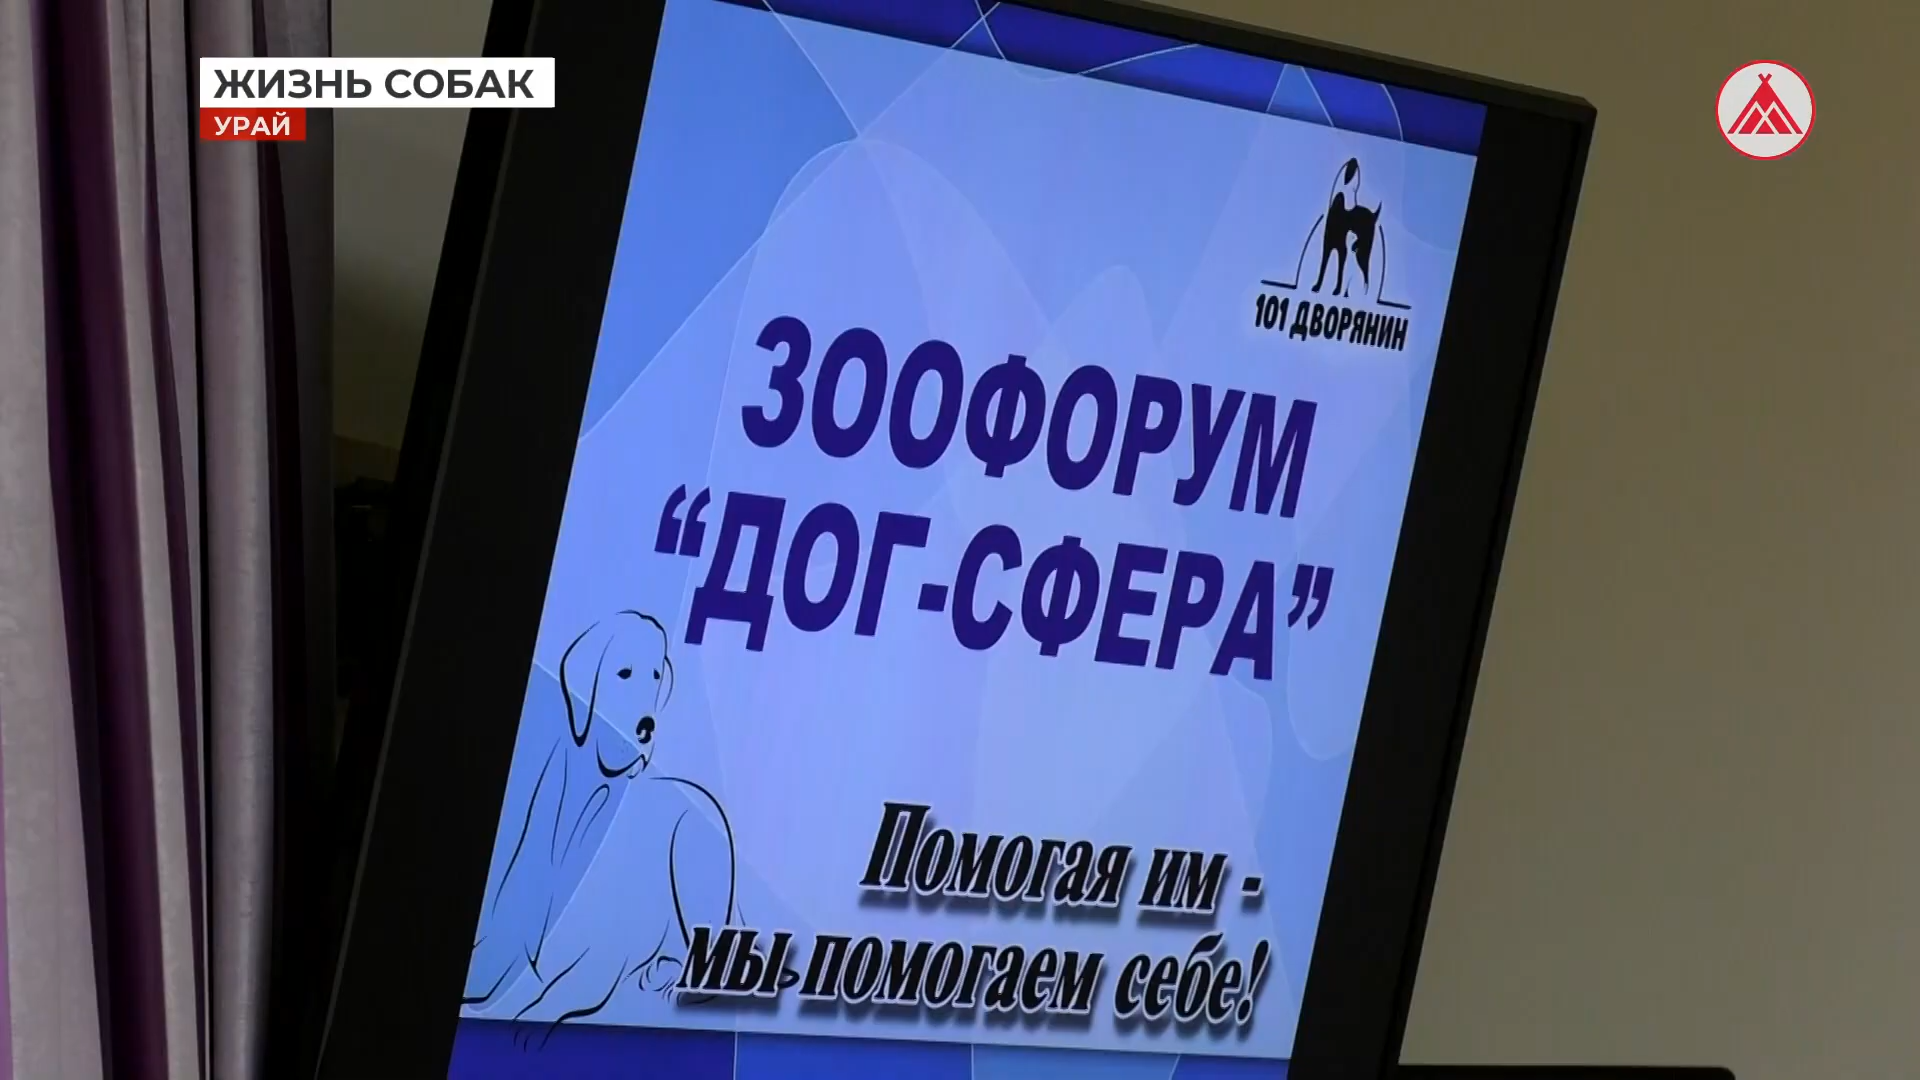 ЖИЗНЬ СОБАК
УРАЙ
101 ДВОРЯНИН
ЗООФОРУМ
“ДОГ-СФЕРА”
Помогая им -
мы помогаем себе!